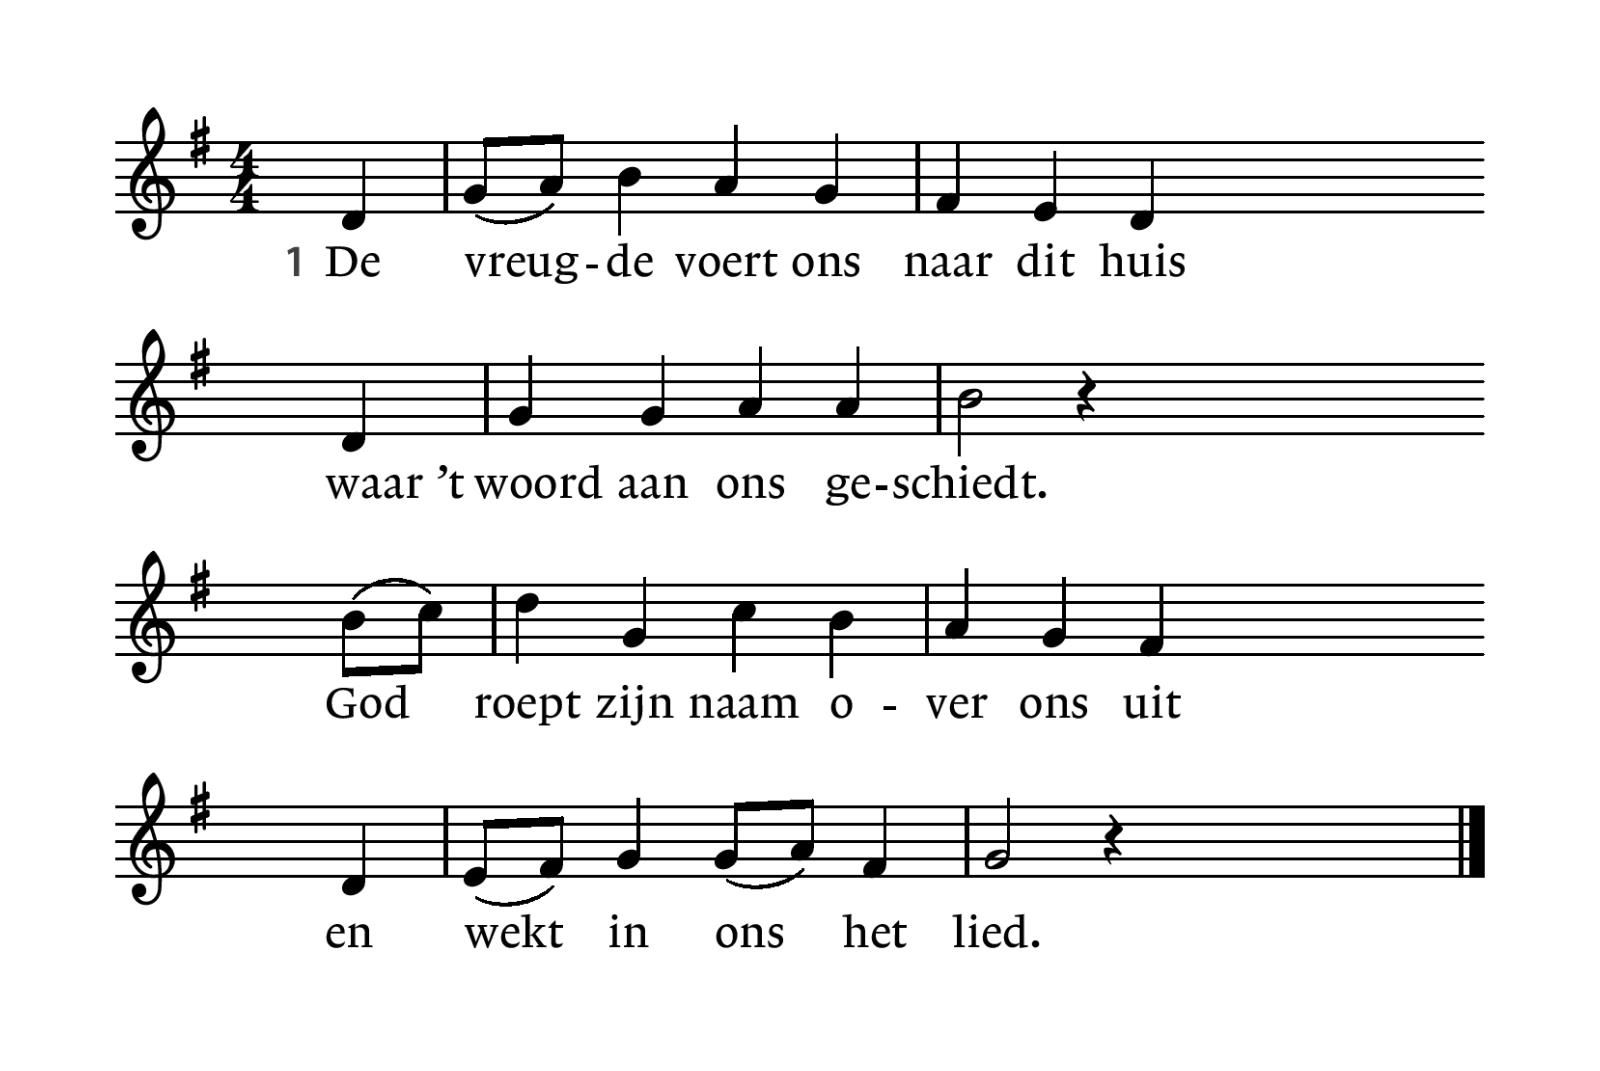 1 De vreug-de voert ons naar dit huis
waar ’t woord aan ons ge-schiedt.
God roept zijn naam o - ver ons uit
en wekt in ons het lied.